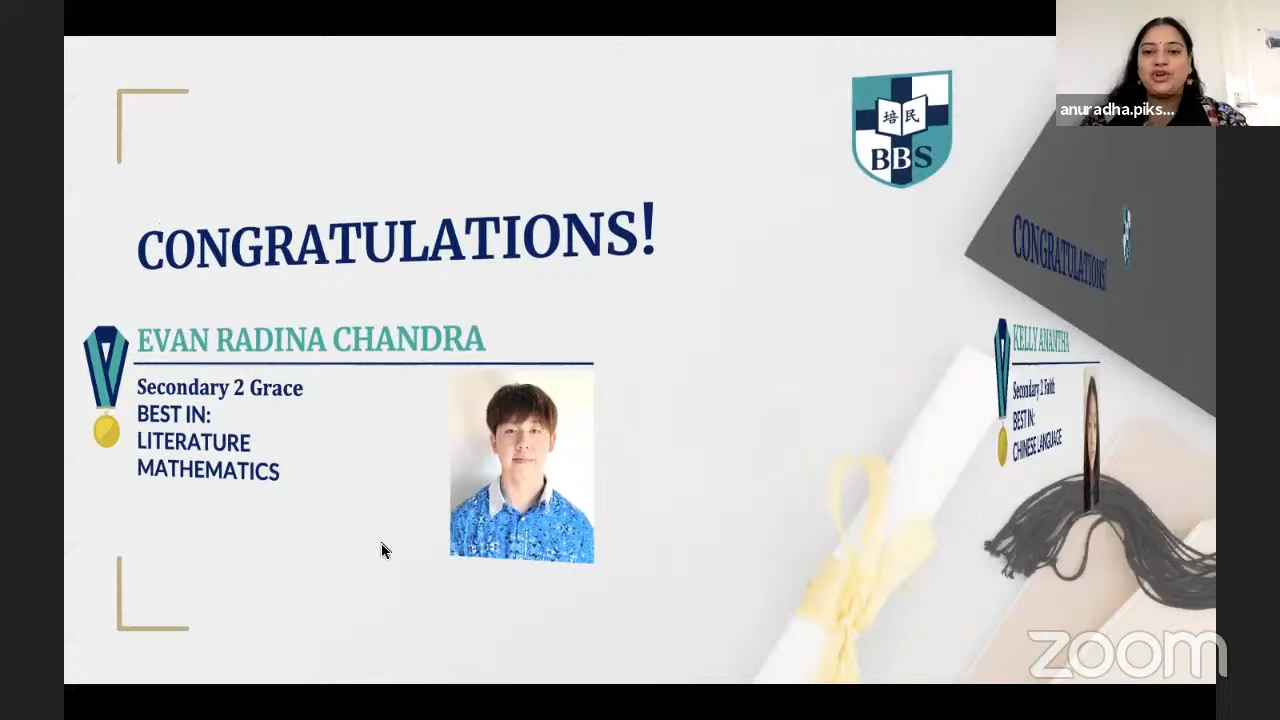 培民
BBS
anuradha.piks...
CONGRATULATIONS!
EVAN RADINA CHANDRA
Secondary 2 Grace
BEST IN:
LITERATURE
MATHEMATICS
CONGRATULATIONS!
KELLY AMANTHA
Secondary 2 Faith
BEST IN:
CHINESE LANGUAGE
zoom